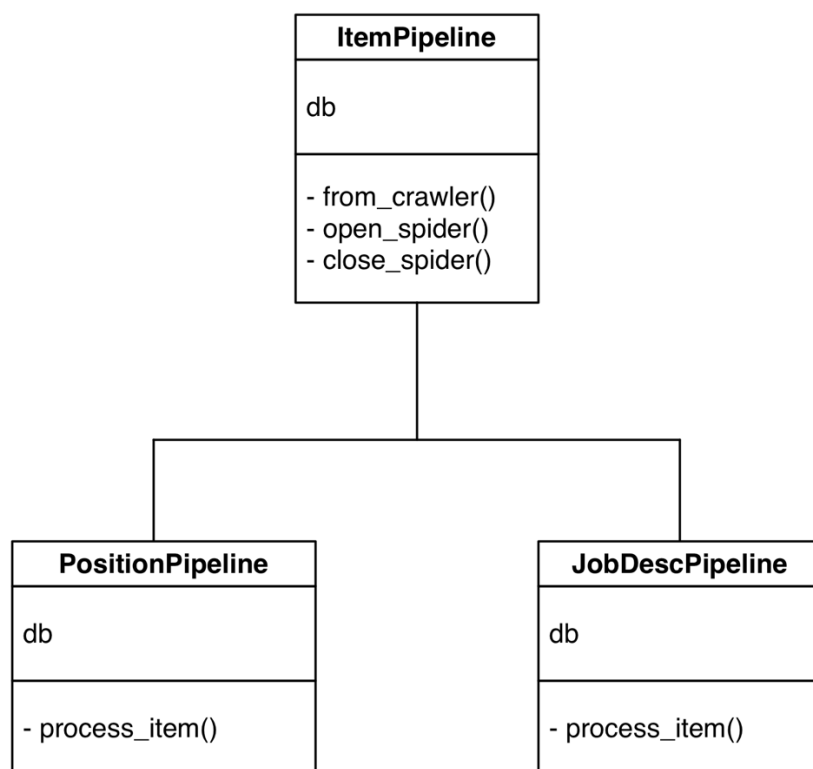 ItemPipeline
db
- from_crawler()
- open_spider()
- close_spider()
PositionPipeline
db
- process_item()
JobDescPipeline
db
- process_item()